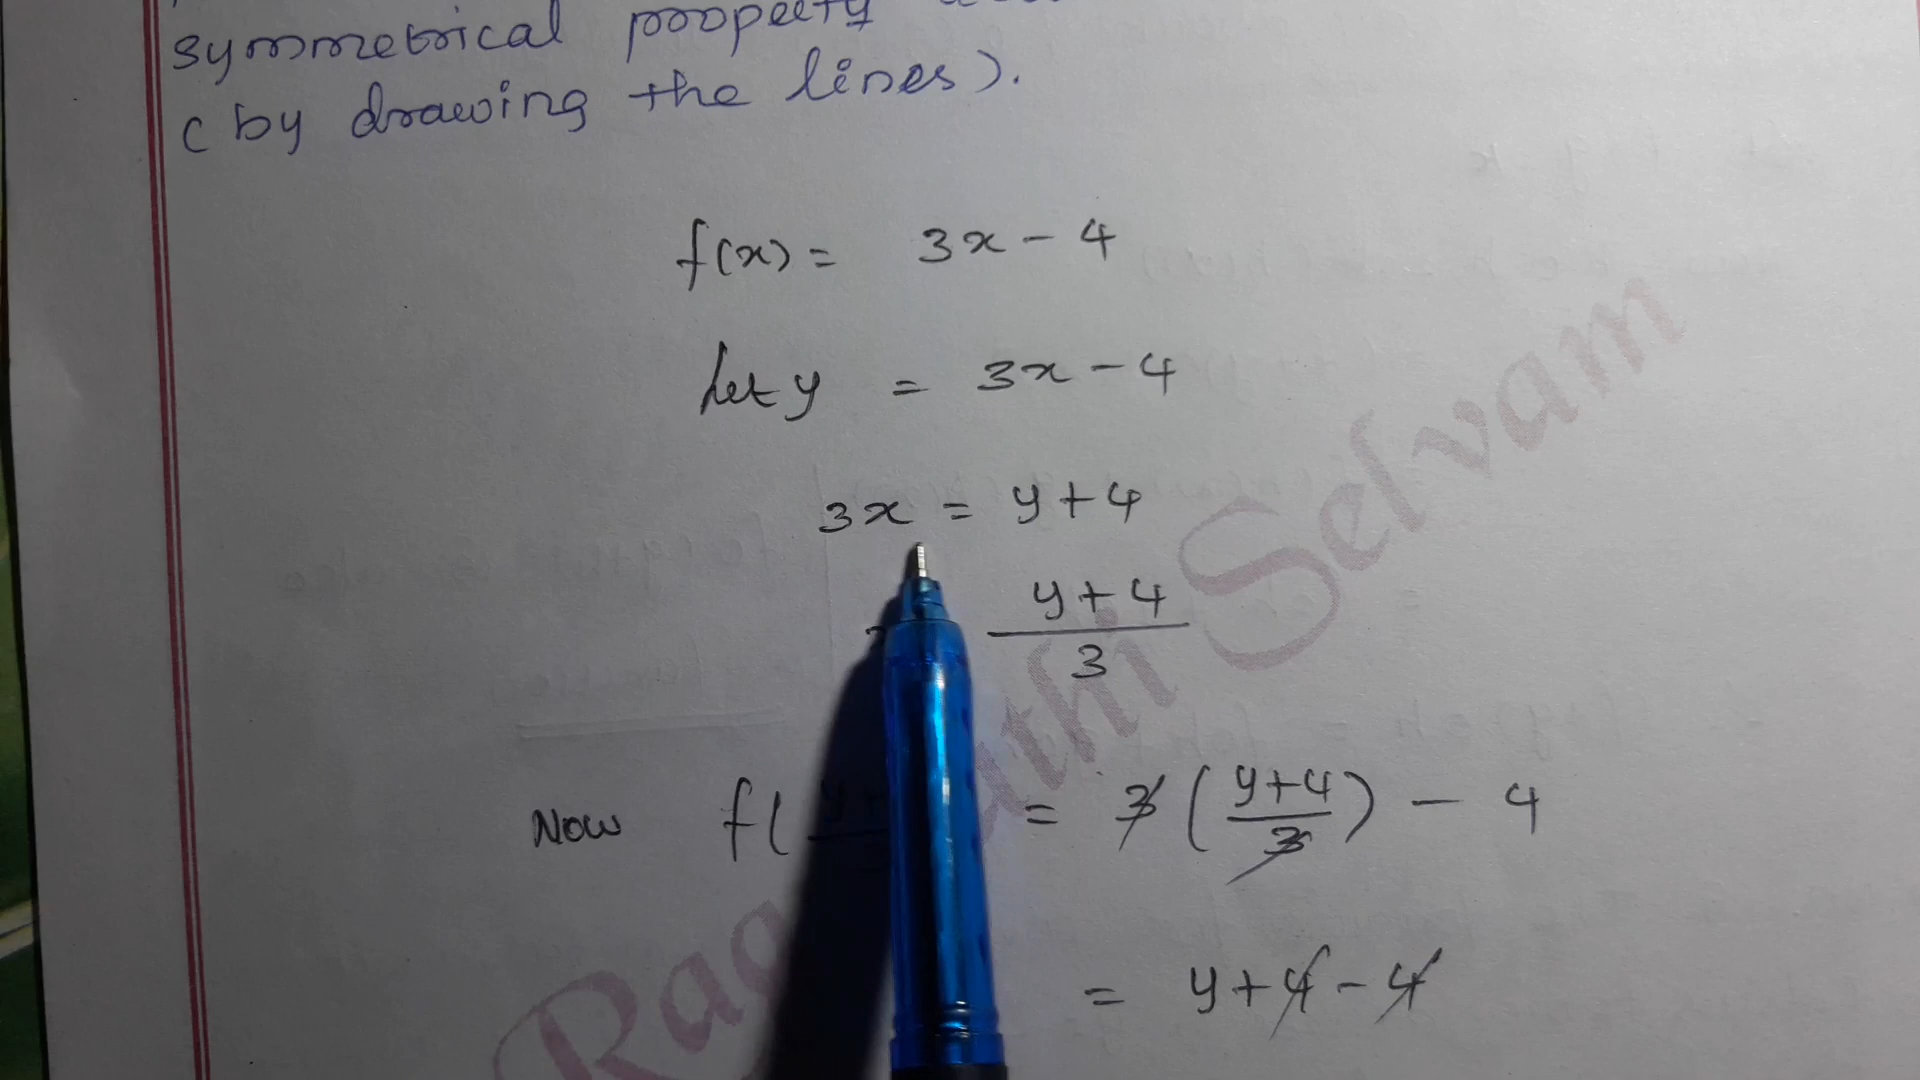 symmetrical property
(by drawing the lines).
f(x) = 3x - 4
Let y = 3x - 4
3x = y + 4
y + 4
3
Now f( = 3 ( y+4 / 3 ) - 4
= y + 4 - 4
Selvam